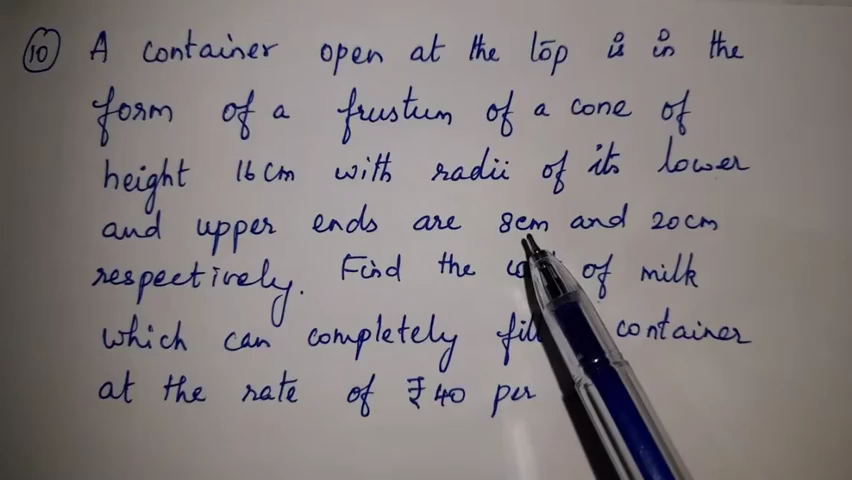 10 A container open at the top is in the
form of a frustum of a cone of
height 16 cm with radii of its lower
and upper ends are 8cm and 20 cm
respectively. Find the of milk
which can completely container
at the rate of ₹40 per